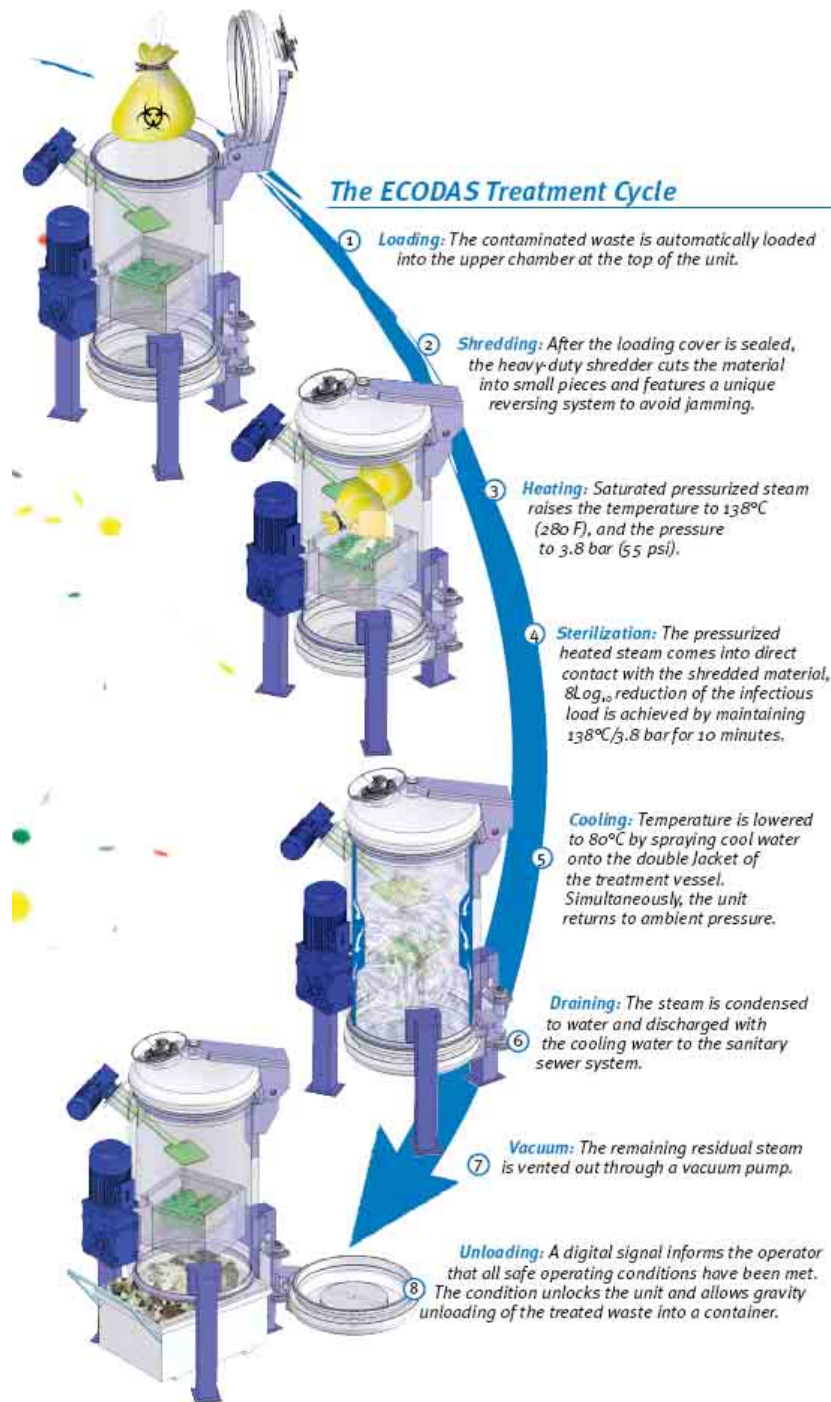 The ECODAS Treatment Cycle
1 Loading: The contaminated waste is automatically loaded
into the upper chamber at the top of the unit.
2 Shredding: After the loading cover is sealed,
the heavy-duty shredder cuts the material
into small pieces and features a unique
reversing system to avoid jamming.
3 Heating: Saturated pressurized steam
raises the temperature to 138°C
(280 F), and the pressure
to 3.8 bar (55 psi).
4 Sterilization: The pressurized
heated steam comes into direct
contact with the shredded material,
8Log₁₀ reduction of the infectious
load is achieved by maintaining
138°C/3.8 bar for 10 minutes.
Cooling: Temperature is lowered
to 80°C by spraying cool water
5 onto the double Jacket of
the treatment vessel.
Simultaneously, the unit
returns to ambient pressure.
Draining: The steam is condensed
to water and discharged with
6 the cooling water to the sanitary
sewer system.
Vacuum: The remaining residual steam
7 is vented out through a vacuum pump.
Unloading: A digital signal informs the operator
that all safe operating conditions have been met.
8 The condition unlocks the unit and allows gravity
unloading of the treated waste into a container.